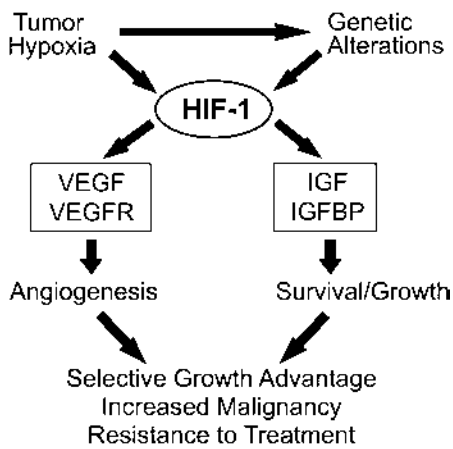 Tumor
Hypoxia
Genetic
Alterations
HIF-1
VEGF
VEGFR
IGF
IGFBP
Angiogenesis
Survival/Growth
Selective Growth Advantage
Increased Malignancy
Resistance to Treatment